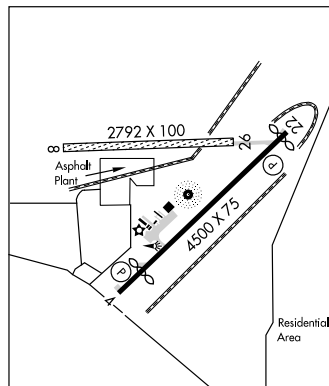 2792 X 100
8
26
22
Asphalt
Plant
P
4500 X 75
P
4
Residential
Area